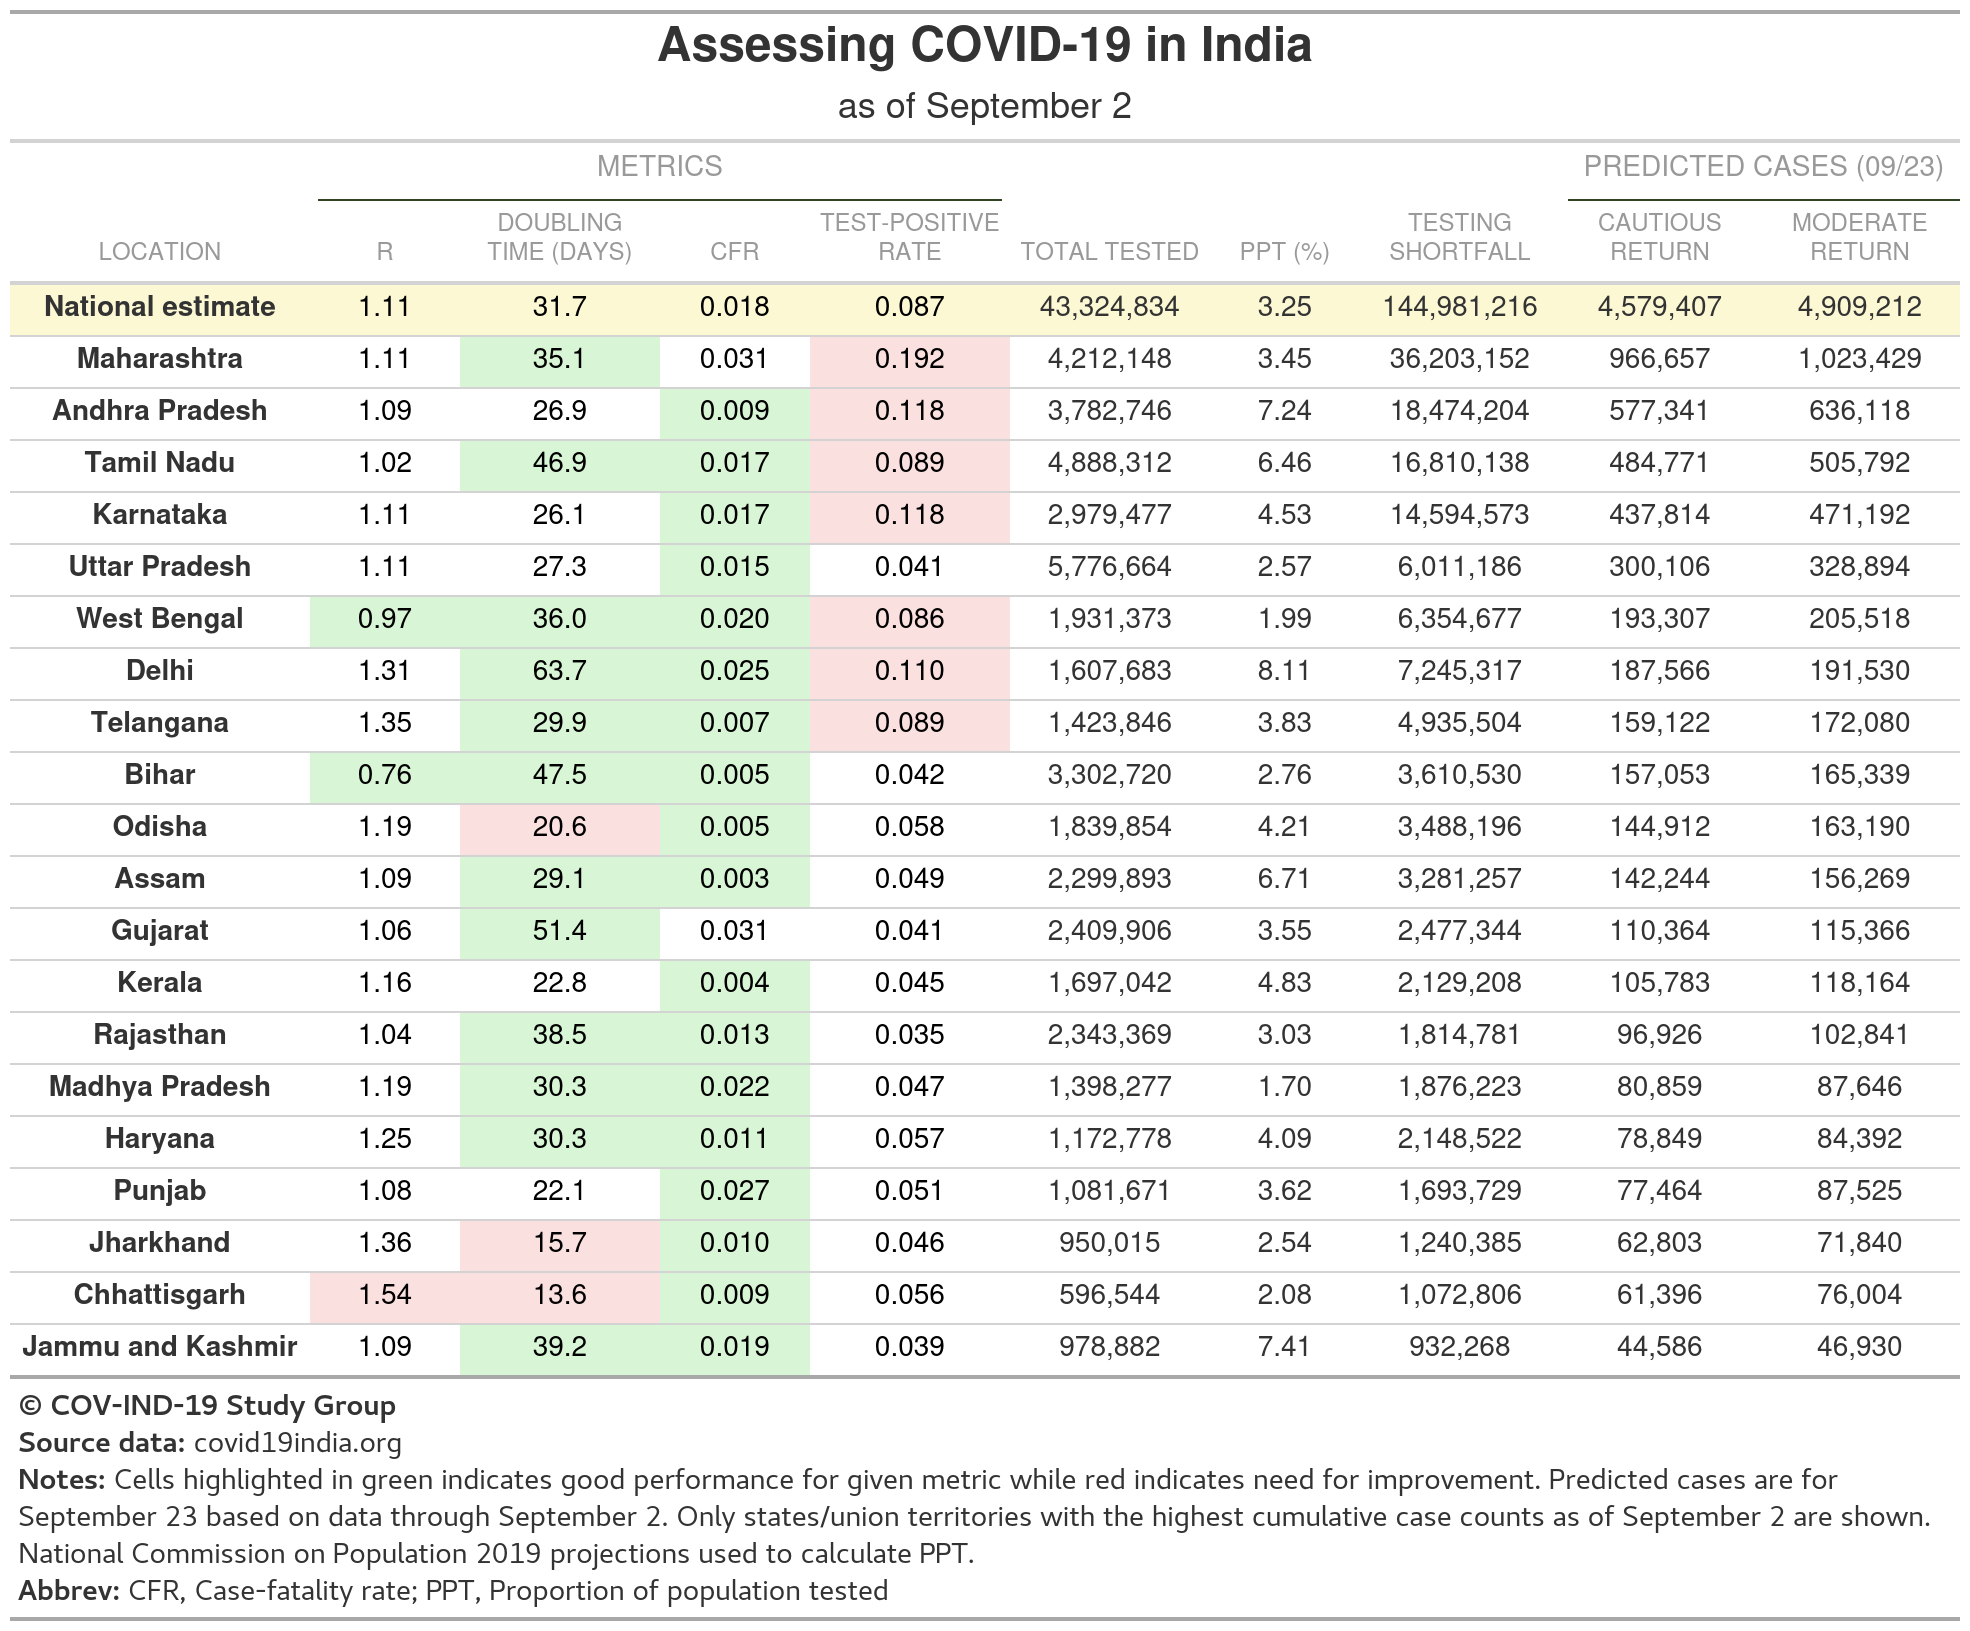 Assessing COVID-19 in India
as of September 2
METRICS PREDICTED CASES (09/23)
LOCATION R DOUBLING TIME (DAYS) CFR TEST-POSITIVE RATE TOTAL TESTED PPT (%) TESTING SHORTFALL CAUTIOUS RETURN MODERATE RETURN
National estimate 1.11 31.7 0.018 0.087 43,324,834 3.25 144,981,216 4,579,407 4,909,212
Maharashtra 1.11 35.1 0.031 0.192 4,212,148 3.45 36,203,152 966,657 1,023,429
Andhra Pradesh 1.09 26.9 0.009 0.118 3,782,746 7.24 18,474,204 577,341 636,118
Tamil Nadu 1.02 46.9 0.017 0.089 4,888,312 6.46 16,810,138 484,771 505,792
Karnataka 1.11 26.1 0.017 0.118 2,979,477 4.53 14,594,573 437,814 471,192
Uttar Pradesh 1.11 27.3 0.015 0.041 5,776,664 2.57 6,011,186 300,106 328,894
West Bengal 0.97 36.0 0.020 0.086 1,931,373 1.99 6,354,677 193,307 205,518
Delhi 1.31 63.7 0.025 0.110 1,607,683 8.11 7,245,317 187,566 191,530
Telangana 1.35 29.9 0.007 0.089 1,423,846 3.83 4,935,504 159,122 172,080
Bihar 0.76 47.5 0.005 0.042 3,302,720 2.76 3,610,530 157,053 165,339
Odisha 1.19 20.6 0.005 0.058 1,839,854 4.21 3,488,196 144,912 163,190
Assam 1.09 29.1 0.003 0.049 2,299,893 6.71 3,281,257 142,244 156,269
Gujarat 1.06 51.4 0.031 0.041 2,409,906 3.55 2,477,344 110,364 115,366
Kerala 1.16 22.8 0.004 0.045 1,697,042 4.83 2,129,208 105,783 118,164
Rajasthan 1.04 38.5 0.013 0.035 2,343,369 3.03 1,814,781 96,926 102,841
Madhya Pradesh 1.19 30.3 0.022 0.047 1,398,277 1.70 1,876,223 80,859 87,646
Haryana 1.25 30.3 0.011 0.057 1,172,778 4.09 2,148,522 78,849 84,392
Punjab 1.08 22.1 0.027 0.051 1,081,671 3.62 1,693,729 77,464 87,525
Jharkhand 1.36 15.7 0.010 0.046 950,015 2.54 1,240,385 62,803 71,840
Chhattisgarh 1.54 13.6 0.009 0.056 596,544 2.08 1,072,806 61,396 76,004
Jammu and Kashmir 1.09 39.2 0.019 0.039 978,882 7.41 932,268 44,586 46,930
© COV-IND-19 Study Group
Source data: covid19india.org
Notes: Cells highlighted in green indicates good performance for given metric while red indicates need for improvement. Predicted cases are for
September 23 based on data through September 2. Only states/union territories with the highest cumulative case counts as of September 2 are shown.
National Commission on Population 2019 projections used to calculate PPT.
Abbrev: CFR, Case-fatality rate; PPT, Proportion of population tested